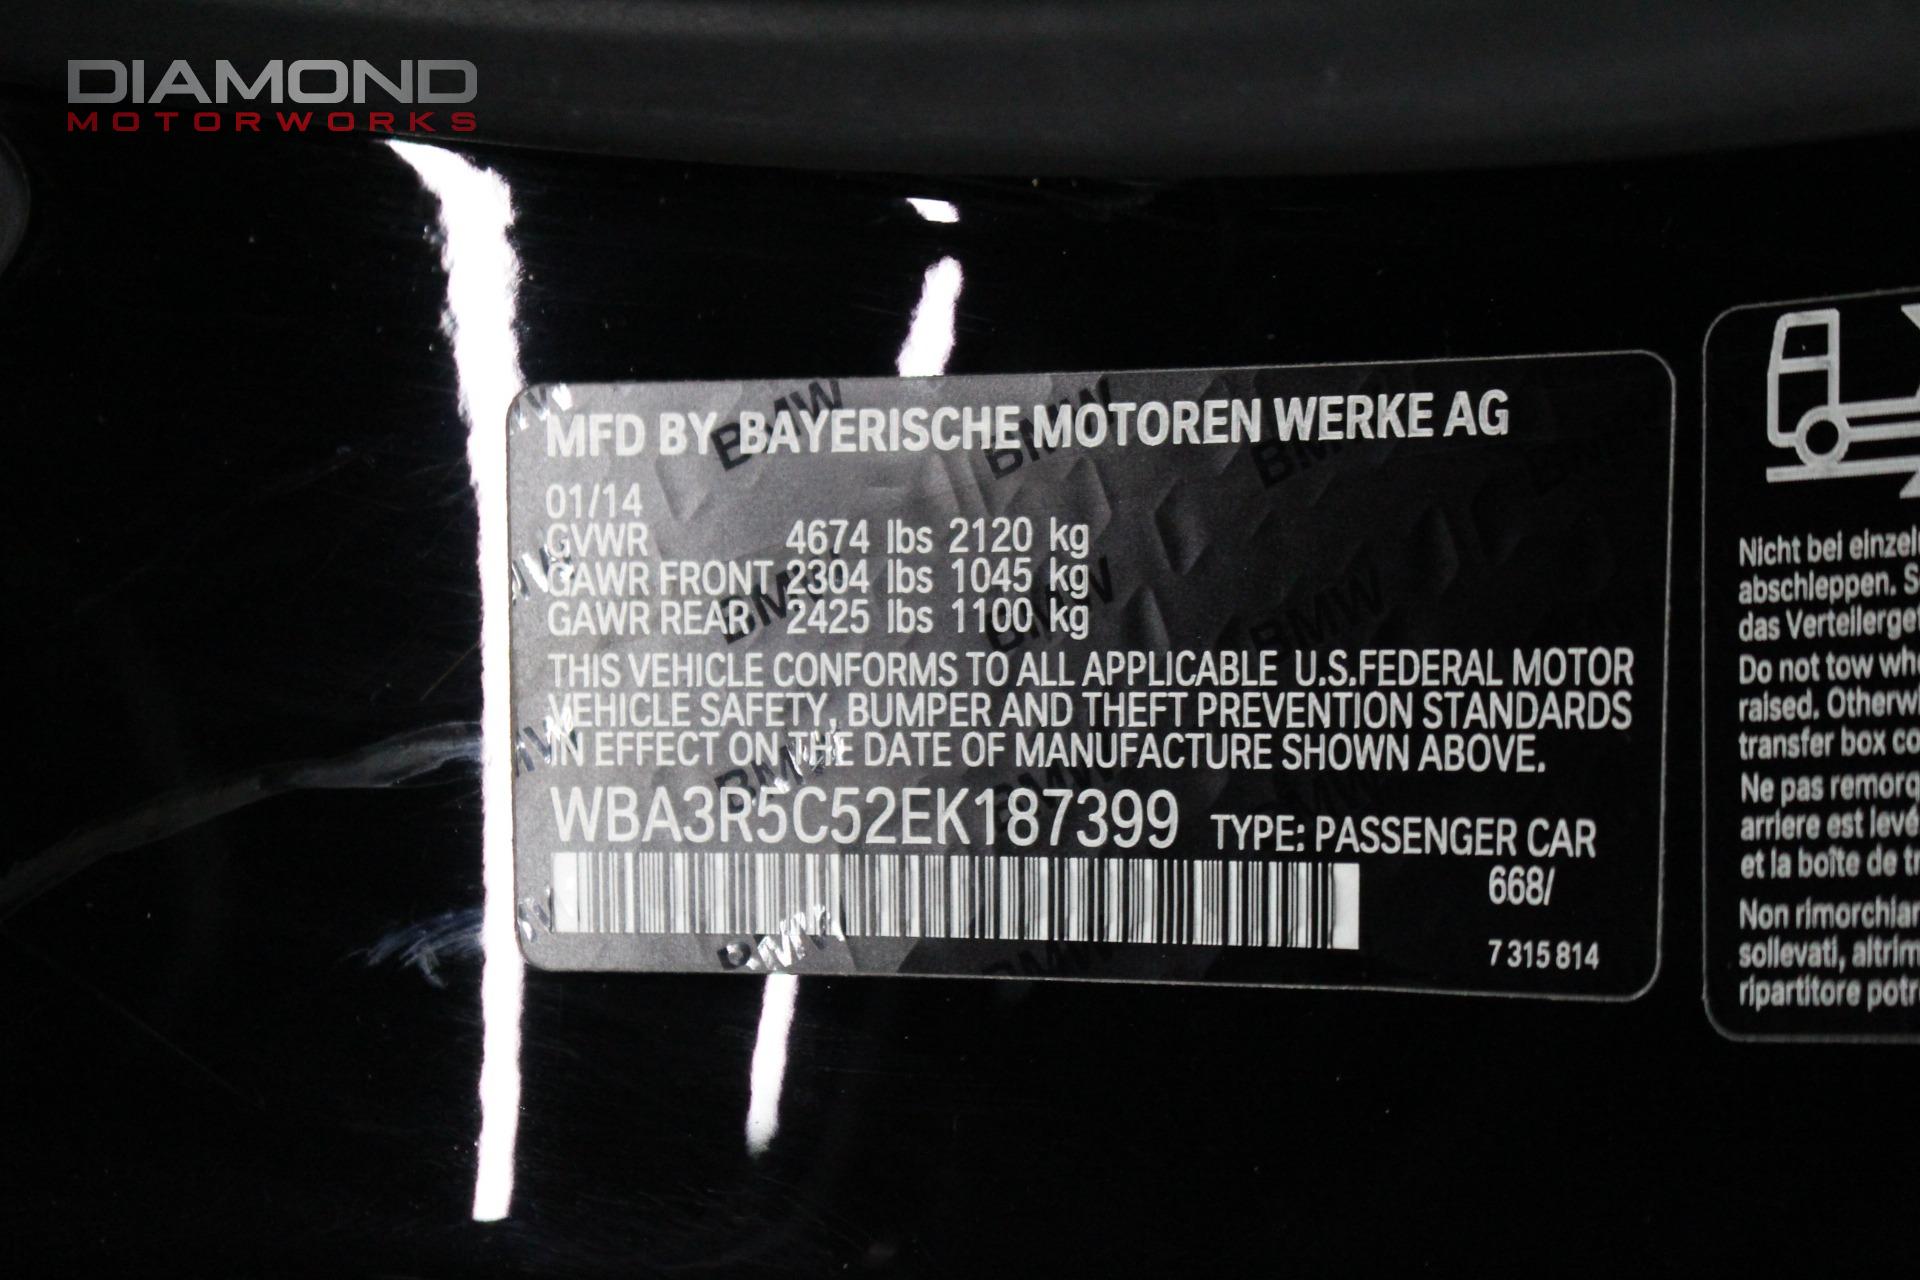 DIAMOND
MOTORWORKS
MFD BY BAYERISCHE MOTOREN WERKE AG
01/14
GVWR 4674 lbs 2120 kg
GAWR FRONT 2304 lbs 1045 kg
GAWR REAR 2425 lbs 1100 kg
THIS VEHICLE CONFORMS TO ALL APPLICABLE U.S.FEDERAL MOTOR
VEHICLE SAFETY, BUMPER AND THEFT PREVENTION STANDARDS
IN EFFECT ON THE DATE OF MANUFACTURE SHOWN ABOVE.
WBA3R5C52EK187399 TYPE: PASSENGER CAR
668/
7 315 814
Nicht bei
abschleppen.
das
Do not tow
raised.
transfer box
Ne pas
arriere est levé
et la boîte de
Non
sollevati,
ripartitore